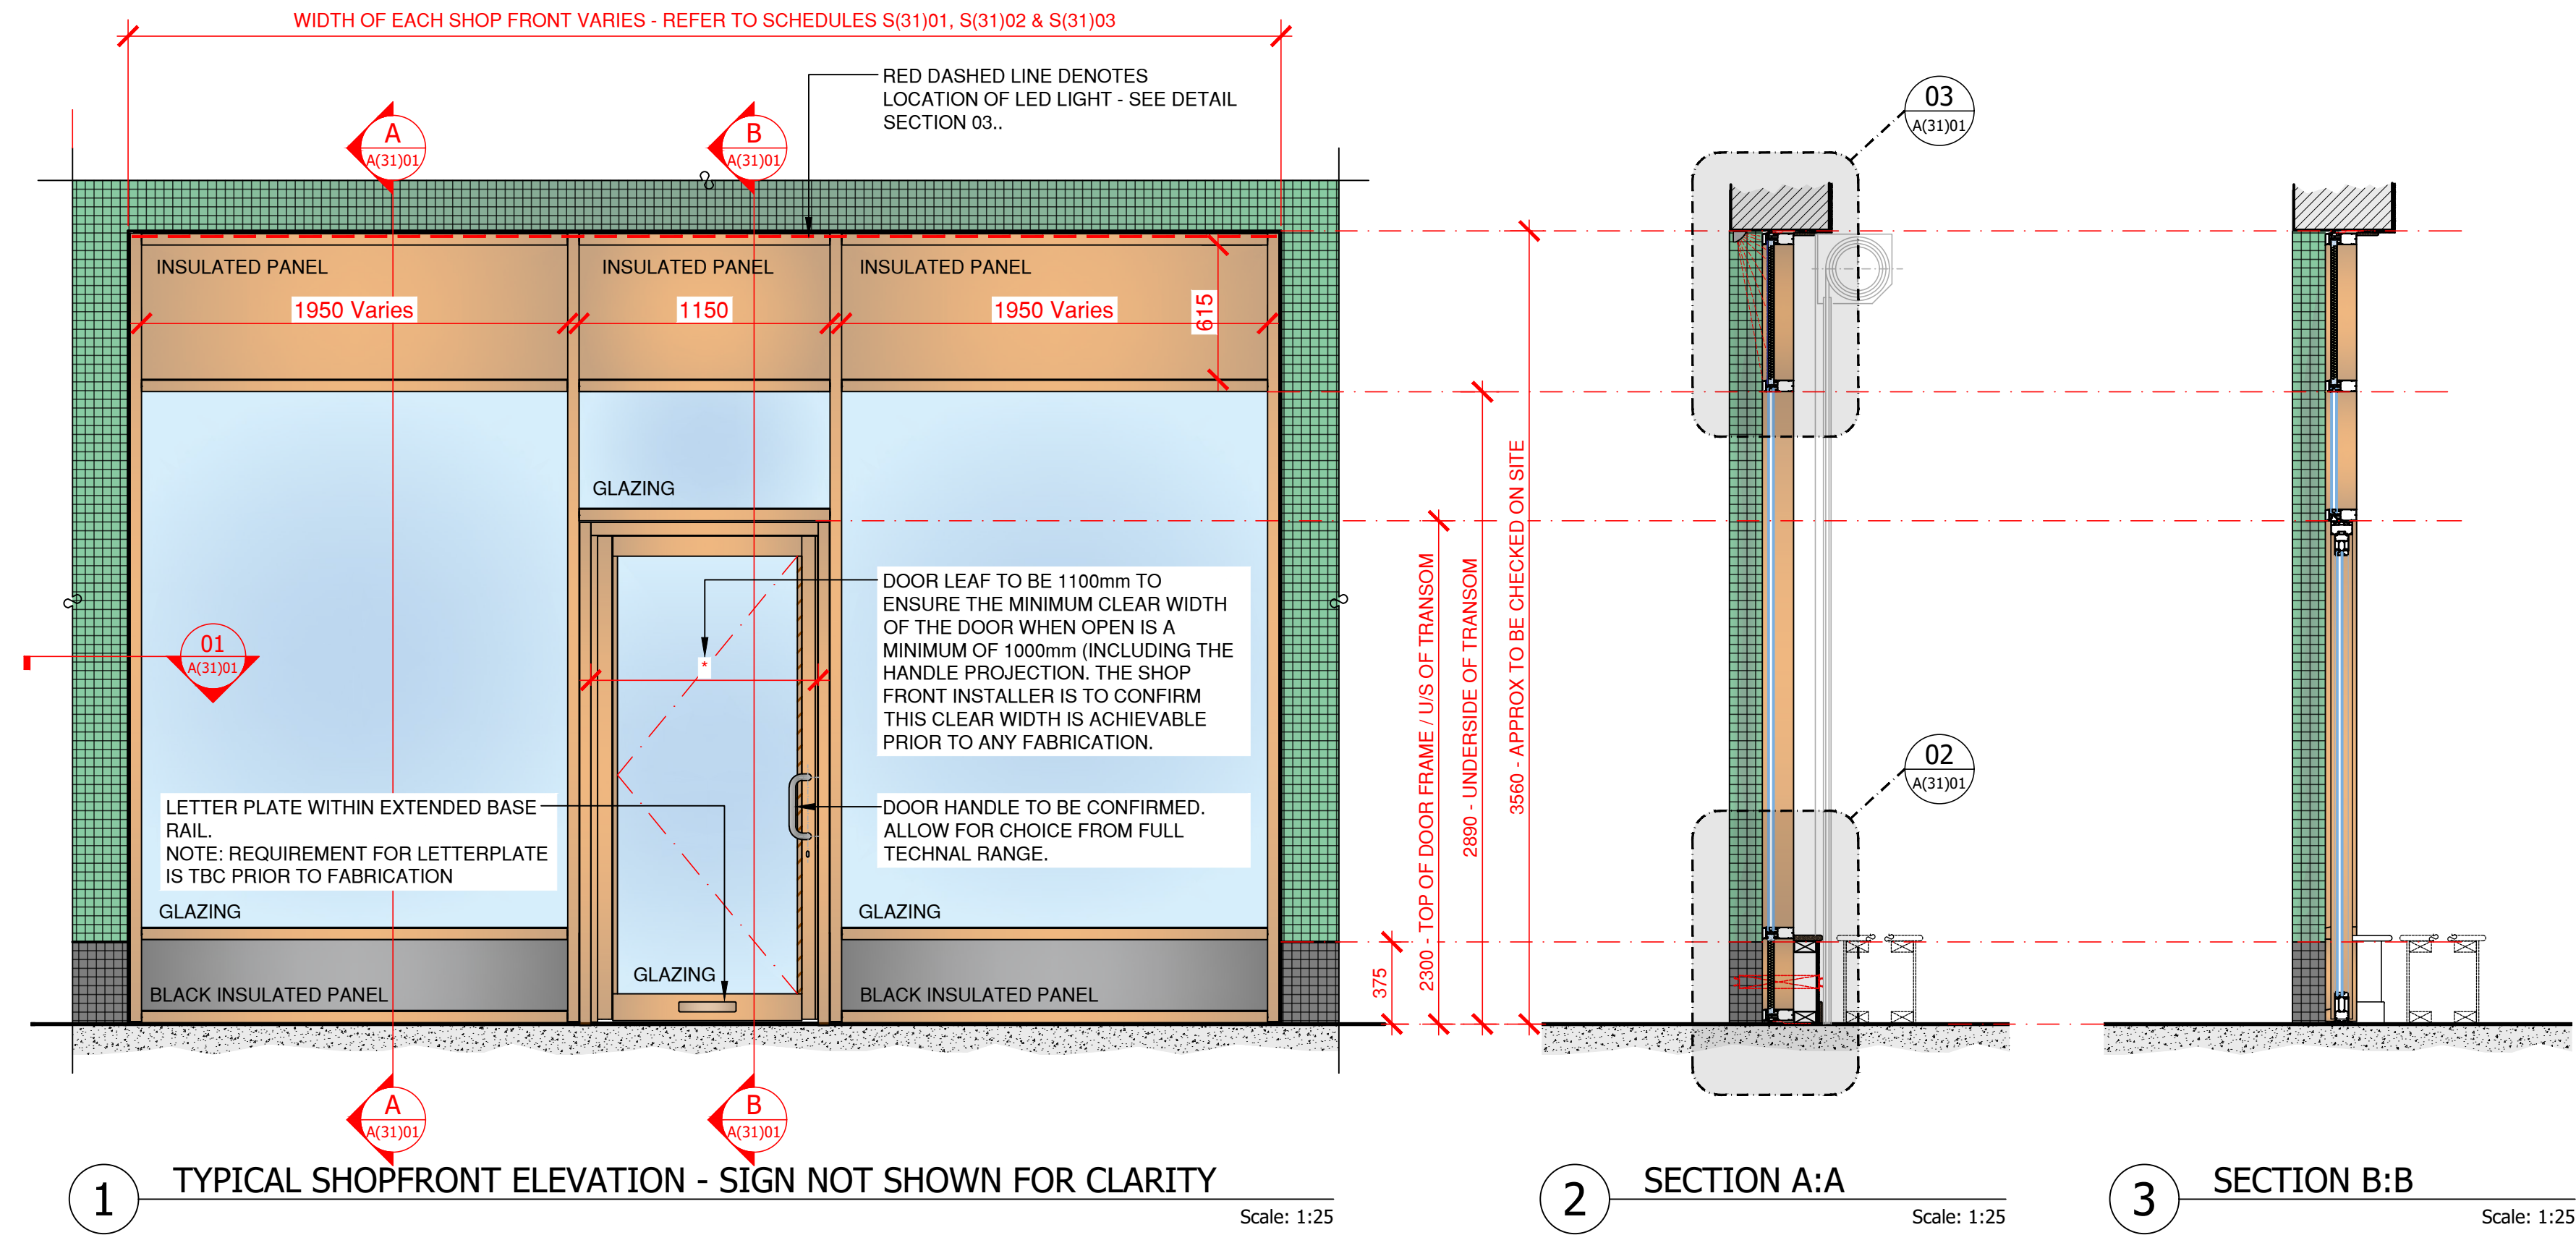 WIDTH OF EACH SHOP FRONT VARIES - REFER TO SCHEDULES S(31)01, S(31)02 & S(31)03
RED DASHED LINE DENOTES
LOCATION OF LED LIGHT - SEE DETAIL
SECTION 03..
A
A(31)01
B
A(31)01
03
A(31)01
INSULATED PANEL
INSULATED PANEL
INSULATED PANEL
1950 Varies
1150
1950 Varies
615
GLAZING
DOOR LEAF TO BE 1100mm TO
ENSURE THE MINIMUM CLEAR WIDTH
OF THE DOOR WHEN OPEN IS A
MINIMUM OF 1000mm (INCLUDING THE
HANDLE PROJECTION. THE SHOP
FRONT INSTALLER IS TO CONFIRM
THIS CLEAR WIDTH IS ACHIEVABLE
PRIOR TO ANY FABRICATION.
01
A(31)01
*
LETTER PLATE WITHIN EXTENDED BASE
RAIL.
NOTE: REQUIREMENT FOR LETTERPLATE
IS TBC PRIOR TO FABRICATION
DOOR HANDLE TO BE CONFIRMED.
ALLOW FOR CHOICE FROM FULL
TECHNAL RANGE.
GLAZING
GLAZING
GLAZING
BLACK INSULATED PANEL
BLACK INSULATED PANEL
375
2300 - TOP OF DOOR FRAME / U/S OF TRANSOM
2890 - UNDERSIDE OF TRANSOM
3560 - APPROX TO BE CHECKED ON SITE
02
A(31)01
A
A(31)01
B
A(31)01
1
TYPICAL SHOPFRONT ELEVATION - SIGN NOT SHOWN FOR CLARITY
Scale: 1:25
2
SECTION A:A
Scale: 1:25
3
SECTION B:B
Scale: 1:25